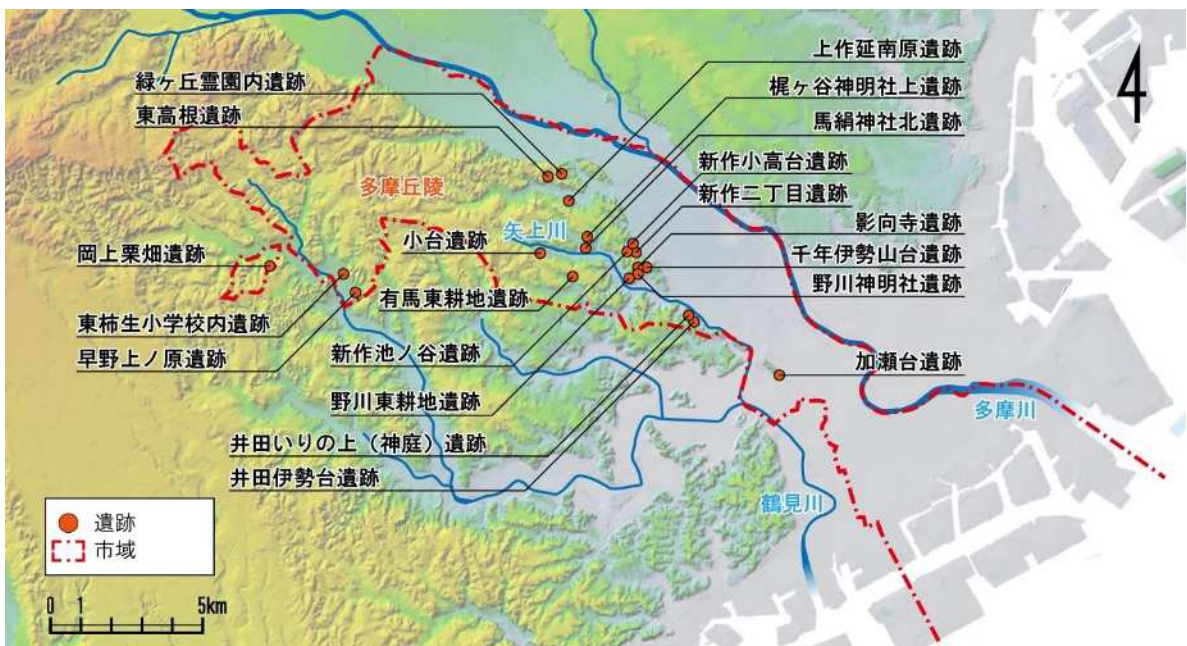 上作延南原遺跡
緑ヶ丘霊園内遺跡
梶ヶ谷神明社上遺跡
東高根遺跡
馬絹神社北遺跡
新作小高台遺跡
多摩丘陵
新作二丁目遺跡
影向寺遺跡
矢上川
小台遺跡
千年伊勢山台遺跡
岡上栗畑遺跡
野川神明社遺跡
有馬東耕地遺跡
東柿生小学校内遺跡
新作池ノ谷遺跡
早野上ノ原遺跡
加瀬台遺跡
野川東耕地遺跡
多摩川
井田いりの上（神庭）遺跡
井田伊勢台遺跡
鶴見川
遺跡
市域
0 1 5km